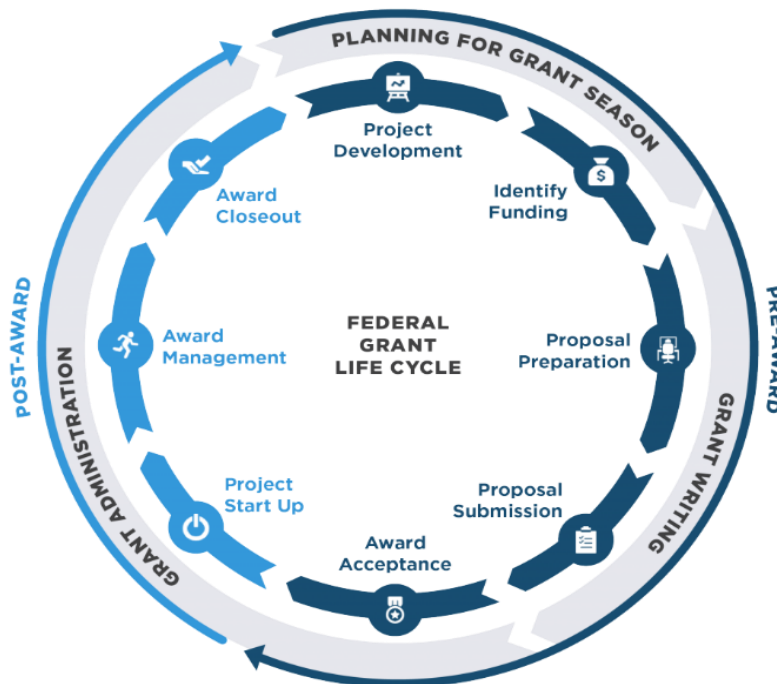 PLANNING FOR GRANT SEASON
Project
Development
Identify
Funding
Proposal
Preparation
Proposal
Submission
Award
Acceptance
Project
Start Up
Award
Management
Award
Closeout
FEDERAL
GRANT
LIFE CYCLE
GRANT WRITING
GRANT ADMINISTRATION
PRE-AWARD
POST-AWARD
$